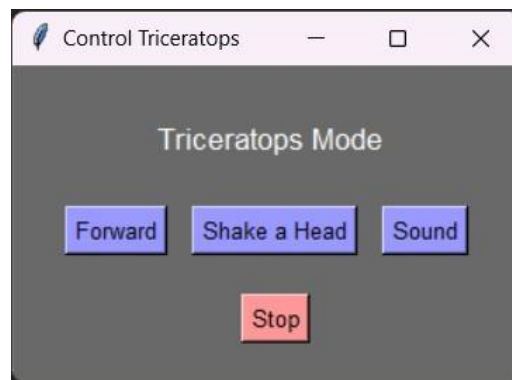 Control Triceratops
Triceratops Mode
Forward Shake a Head Sound
Stop